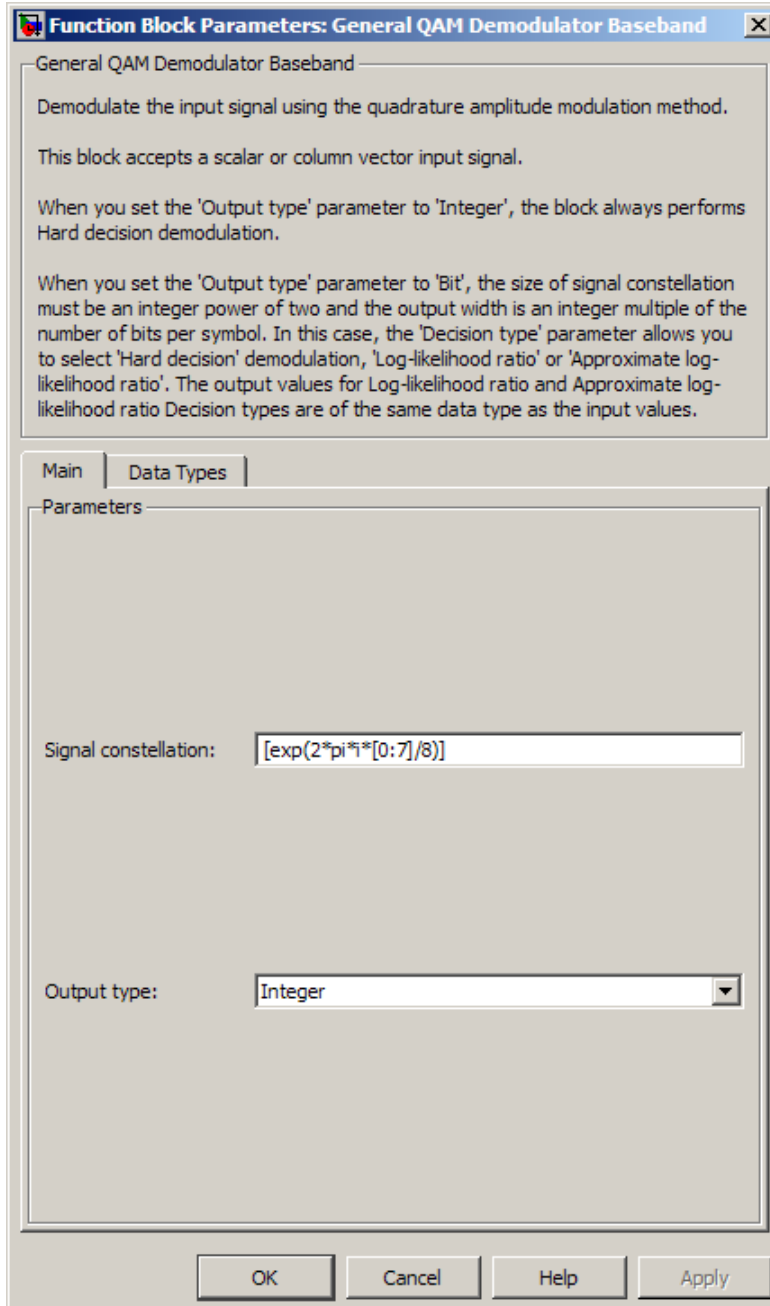 Function Block Parameters: General QAM Demodulator Baseband
General QAM Demodulator Baseband
Demodulate the input signal using the quadrature amplitude modulation method.
This block accepts a scalar or column vector input signal.
When you set the 'Output type' parameter to 'Integer', the block always performs
Hard decision demodulation.
When you set the 'Output type' parameter to 'Bit', the size of signal constellation
must be an integer power of two and the output width is an integer multiple of the
number of bits per symbol. In this case, the 'Decision type' parameter allows you
to select 'Hard decision' demodulation, 'Log-likelihood ratio' or 'Approximate log-
likelihood ratio'. The output values for Log-likelihood ratio and Approximate log-
likelihood ratio Decision types are of the same data type as the input values.
Main Data Types
Parameters
Signal constellation: [exp(2*pi*i*[0:7]/8)]
Output type: Integer
OK Cancel Help Apply